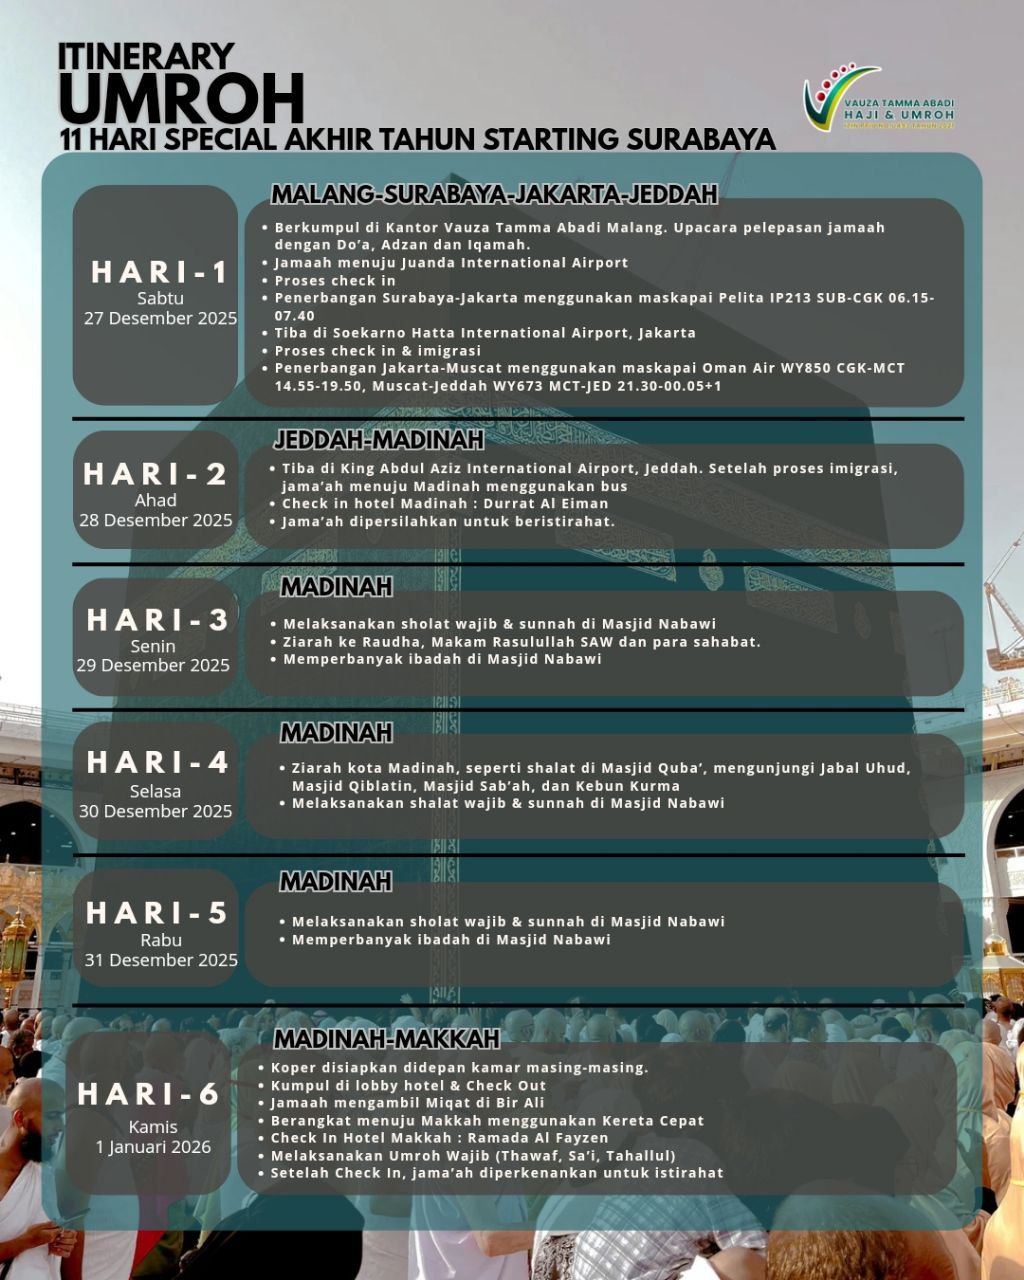 ITINERARY
UMROH
11 HARI SPECIAL AKHIR TAHUN STARTING SURABAYA
VAUZA TAMMA ABADI
HAJI & UMROH
MALANG-SURABAYA-JAKARTA-JEDDAH
HARI-1
Sabtu
27 Desember 2025
• Berkumpul di Kantor Vauza Tamma Abadi Malang. Upacara pelepasan jamaah
dengan Do’a, Adzan dan Iqamah.
• Jamaah menuju Juanda International Airport
• Proses check in
• Penerbangan Surabaya-Jakarta menggunakan maskapai Pelita IP213 SUB-CGK 06.15-
07.40
• Tiba di Soekarno Hatta International Airport, Jakarta
• Proses check in & imigrasi
• Penerbangan Jakarta-Muscat menggunakan maskapai Oman Air WY850 CGK-MCT
14.55-19.50, Muscat-Jeddah WY673 MCT-JED 21.30-00.05+1
JEDDAH-MADINAH
HARI-2
Ahad
28 Desember 2025
• Tiba di King Abdul Aziz International Airport, Jeddah. Setelah proses imigrasi,
jama’ah menuju Madinah menggunakan bus
• Check in hotel Madinah : Durrat Al Eiman
• Jama’ah dipersilahkan untuk beristirahat.
MADINAH
HARI-3
Senin
29 Desember 2025
• Melaksanakan sholat wajib & sunnah di Masjid Nabawi
• Ziarah ke Raudha, Makam Rasulullah SAW dan para sahabat.
• Memperbanyak ibadah di Masjid Nabawi
MADINAH
HARI-4
Selasa
30 Desember 2025
• Ziarah kota Madinah, seperti shalat di Masjid Quba’, mengunjungi Jabal Uhud,
Masjid Qiblatin, Masjid Sab’ah, dan Kebun Kurma
• Melaksanakan shalat wajib & sunnah di Masjid Nabawi
MADINAH
HARI-5
Rabu
31 Desember 2025
• Melaksanakan sholat wajib & sunnah di Masjid Nabawi
• Memperbanyak ibadah di Masjid Nabawi
MADINAH-MAKKAH
HARI-6
Kamis
1 Januari 2026
• Koper disiapkan didepan kamar masing-masing.
• Kumpul di lobby hotel & Check Out
• Jamaah mengambil Miqat di Bir Ali
• Berangkat menuju Makkah menggunakan Kereta Cepat
• Check In Hotel Makkah : Ramada Al Fayzen
• Melaksanakan Umroh Wajib (Thawaf, Sa’i, Tahallul)
• Setelah Check In, jama’ah diperkenankan untuk istirahat